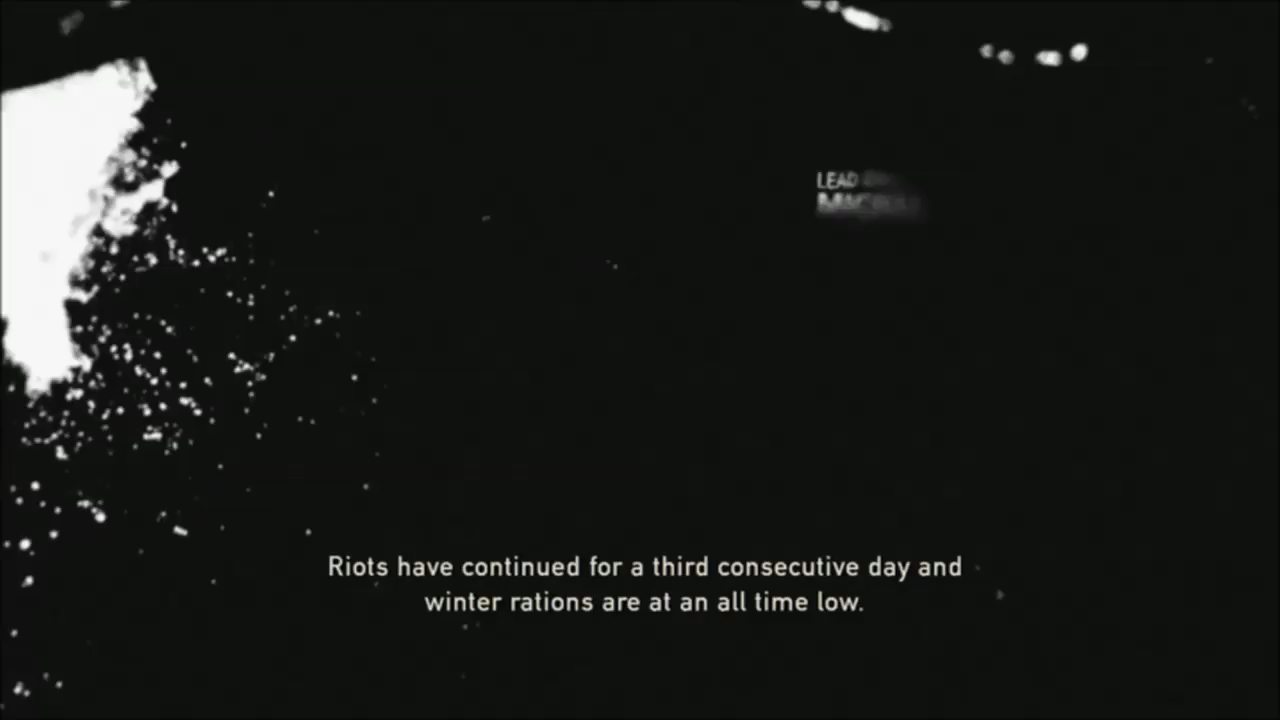 LEAD
Riots have continued for a third consecutive day and
winter rations are at an all time low.